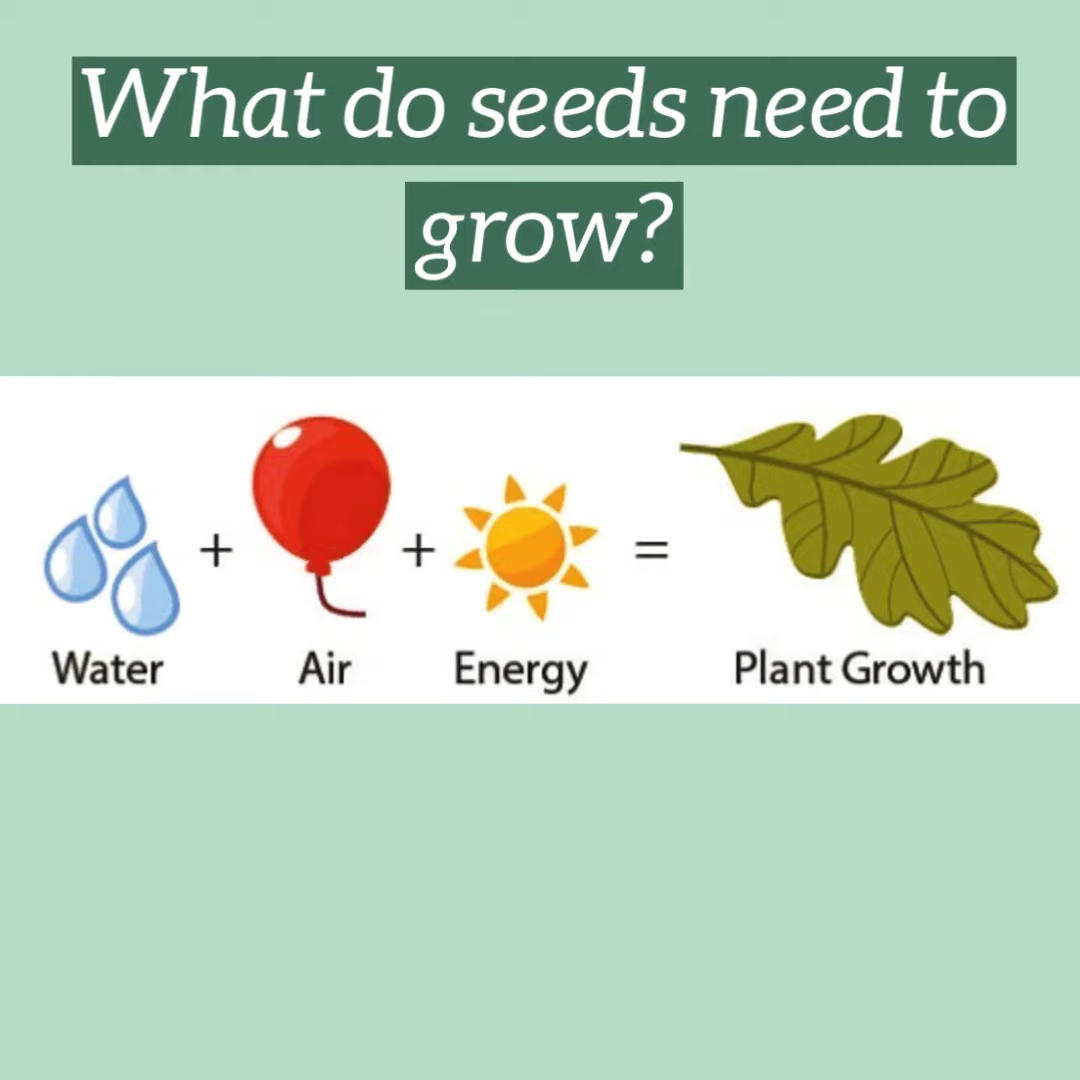 What do seeds need to
grow?
+ + =
Water Air Energy Plant Growth